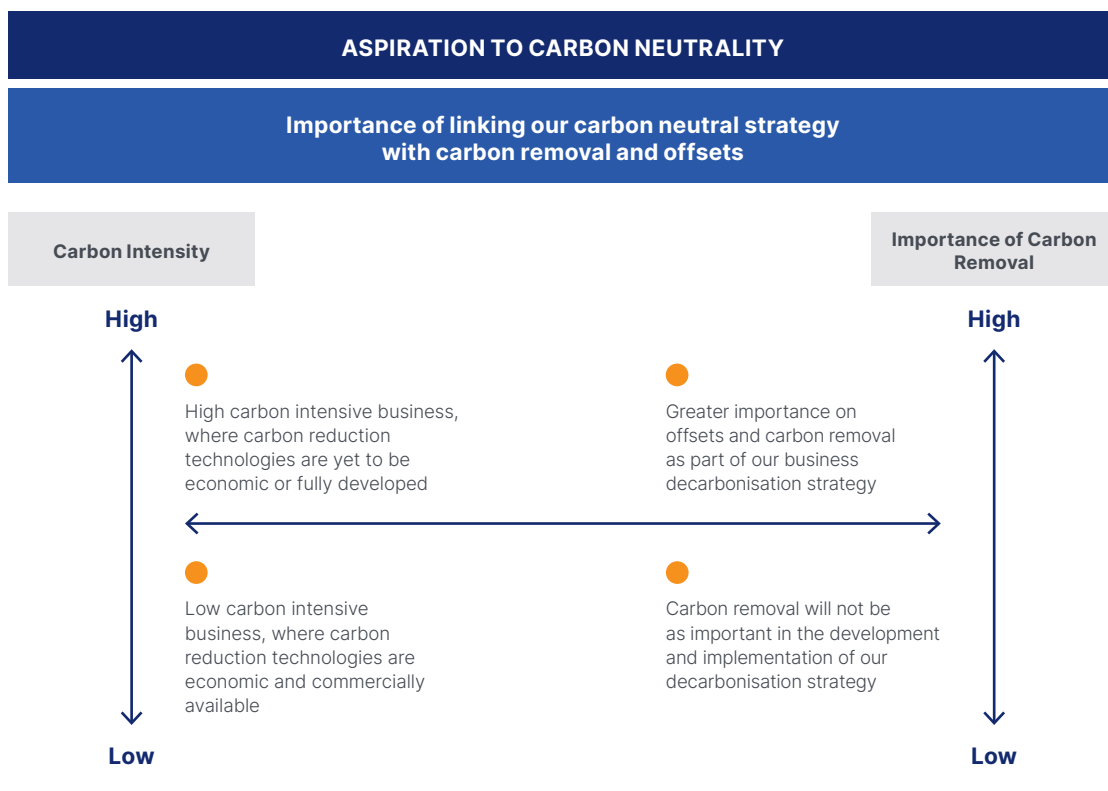 ASPIRATION TO CARBON NEUTRALITY
Importance of linking our carbon neutral strategy
with carbon removal and offsets
Carbon Intensity
Importance of Carbon
Removal
High
High
High carbon intensive business,
where carbon reduction
technologies are yet to be
economic or fully developed
Greater importance on
offsets and carbon removal
as part of our business
decarbonisation strategy
Low carbon intensive
business, where carbon
reduction technologies are
economic and commercially
available
Carbon removal will not be
as important in the development
and implementation of our
decarbonisation strategy
Low
Low